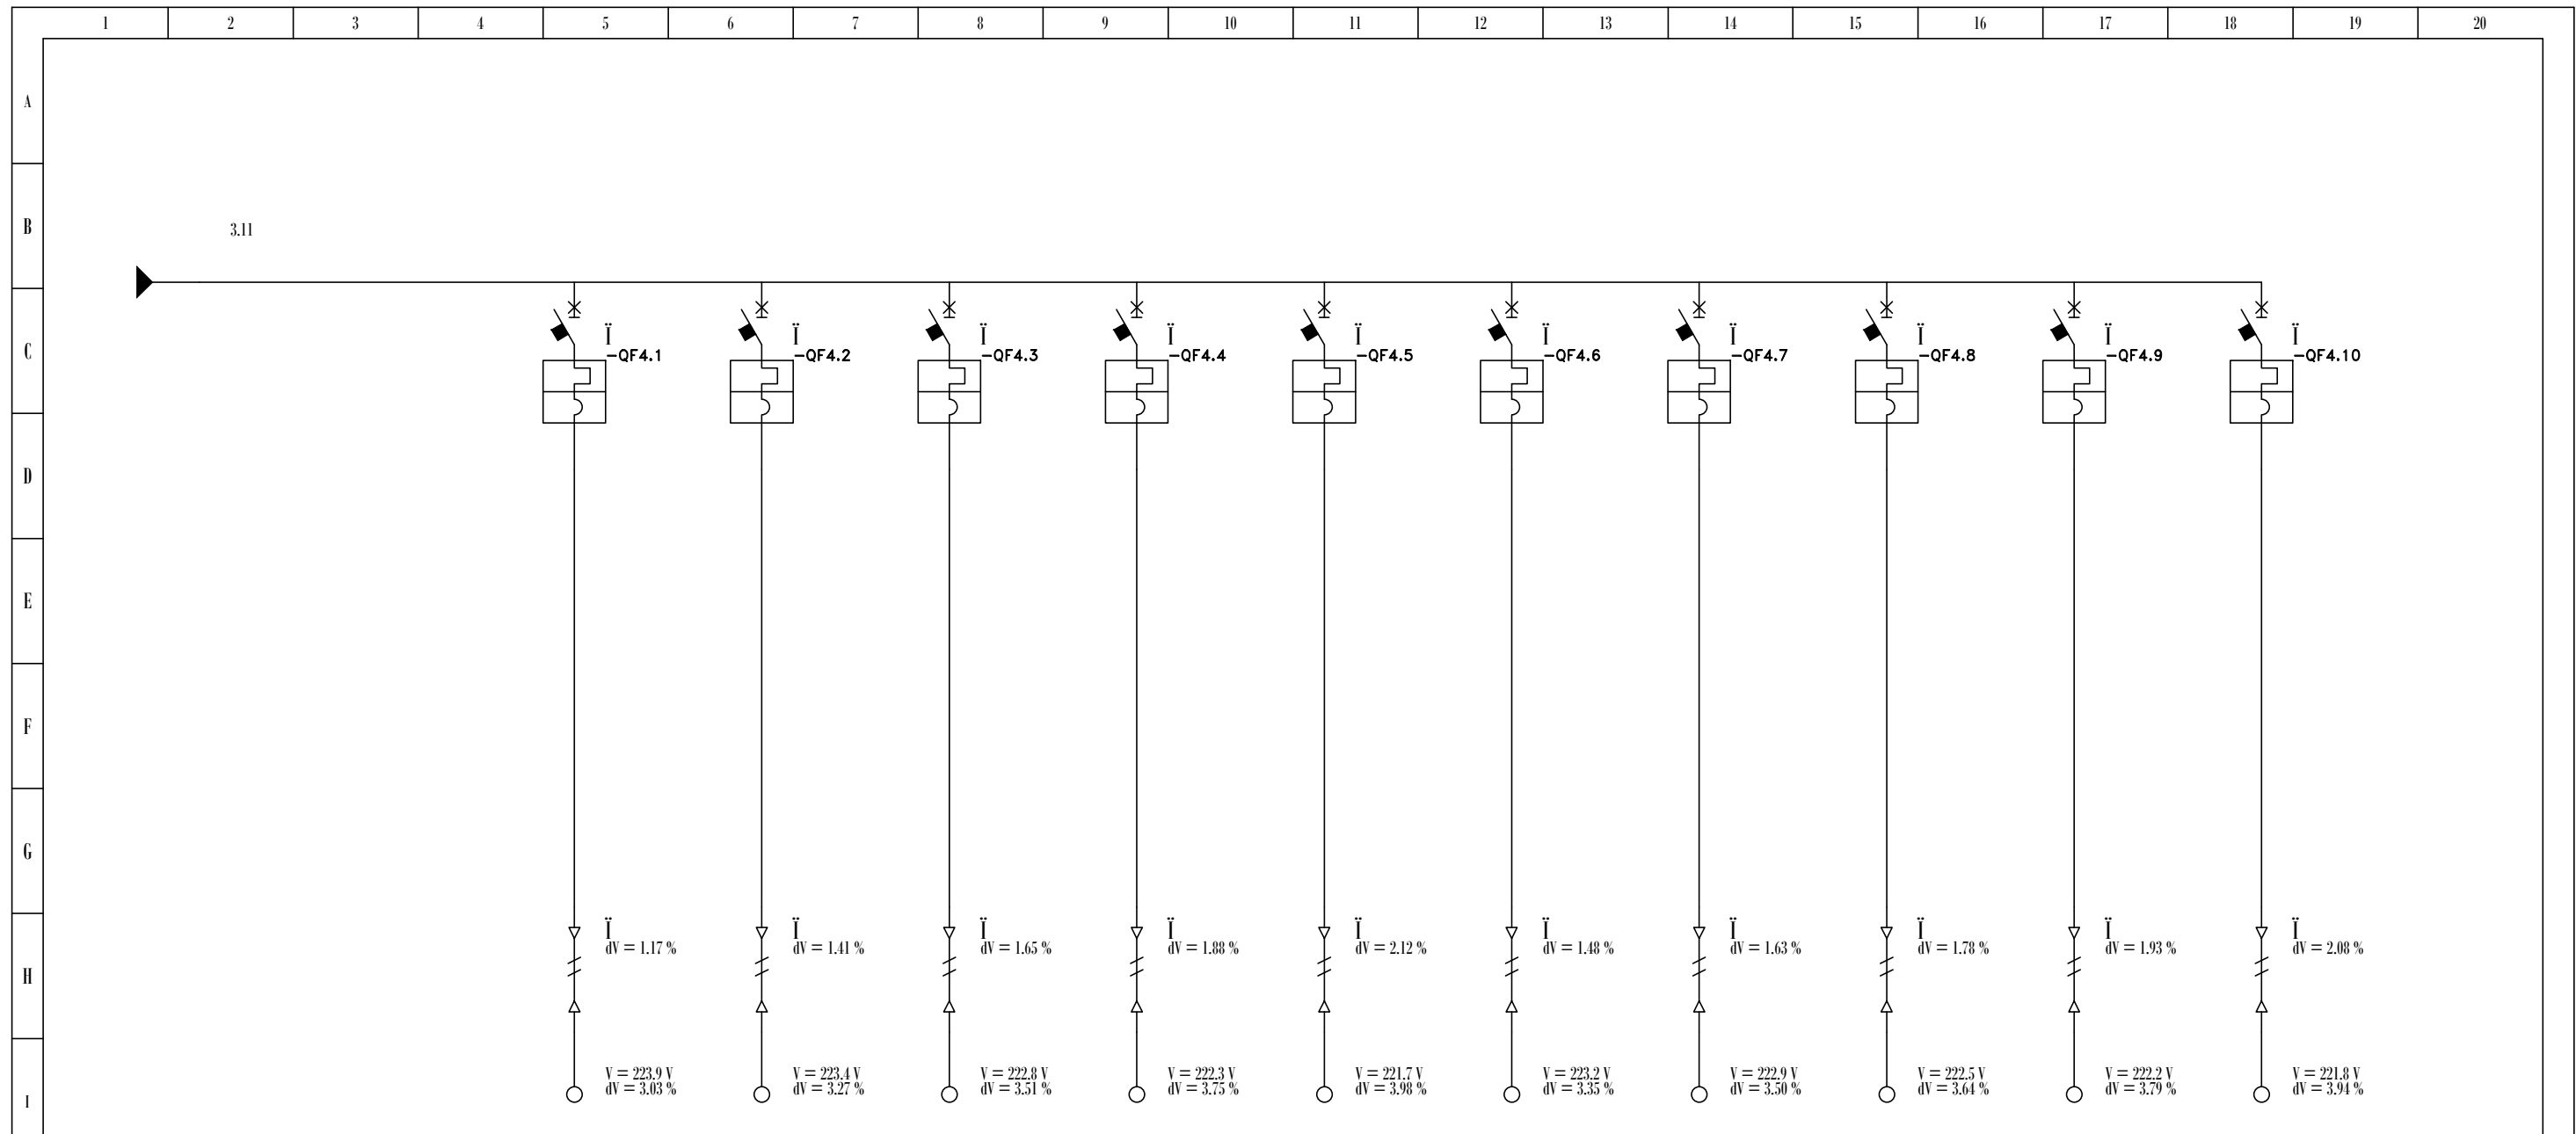 1 2 3 4 5 6 7 8 9 10 11 12 13 14 15 16 17 18 19 20
A
B
3.11
C
Ï Ï Ï Ï Ï Ï Ï Ï Ï Ï
-QF4.1 -QF4.2 -QF4.3 -QF4.4 -QF4.5 -QF4.6 -QF4.7 -QF4.8 -QF4.9 -QF4.10
D
E
F
G
Ï Ï Ï Ï Ï Ï Ï Ï Ï Ï
dV = 1.17 % dV = 1.41 % dV = 1.65 % dV = 1.88 % dV = 2.12 % dV = 1.48 % dV = 1.63 % dV = 1.78 % dV = 1.93 % dV = 2.08 %
H
V = 223.9 V V = 223.4 V V = 222.8 V V = 222.3 V V = 221.7 V V = 223.2 V V = 222.9 V V = 222.5 V V = 222.2 V V = 221.8 V
dV = 3.03 % dV = 3.27 % dV = 3.51 % dV = 3.75 % dV = 3.98 % dV = 3.35 % dV = 3.50 % dV = 3.64 % dV = 3.79 % dV = 3.94 %
I